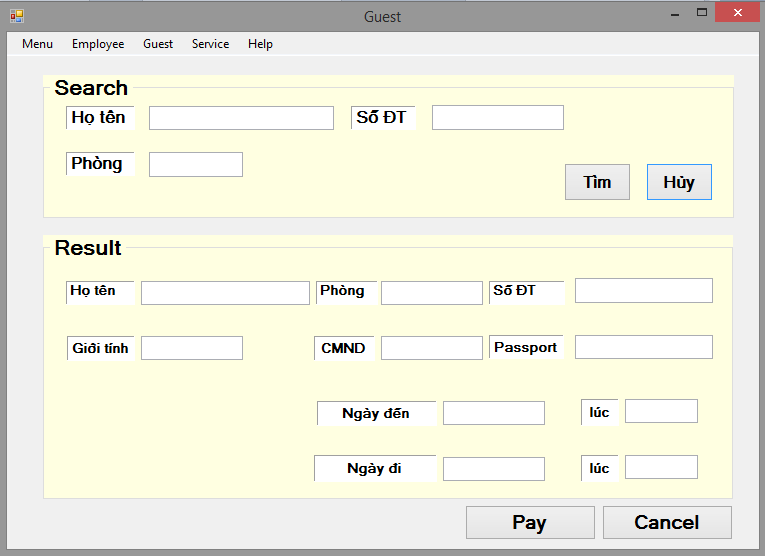 Guest
Menu Employee Guest Service Help
Search
Họ tên Số ĐT
Phòng
Tìm Hủy
Result
Họ tên Phòng Số ĐT
Giới tính CMND Passport
Ngày đến lúc
Ngày đi lúc
Pay Cancel